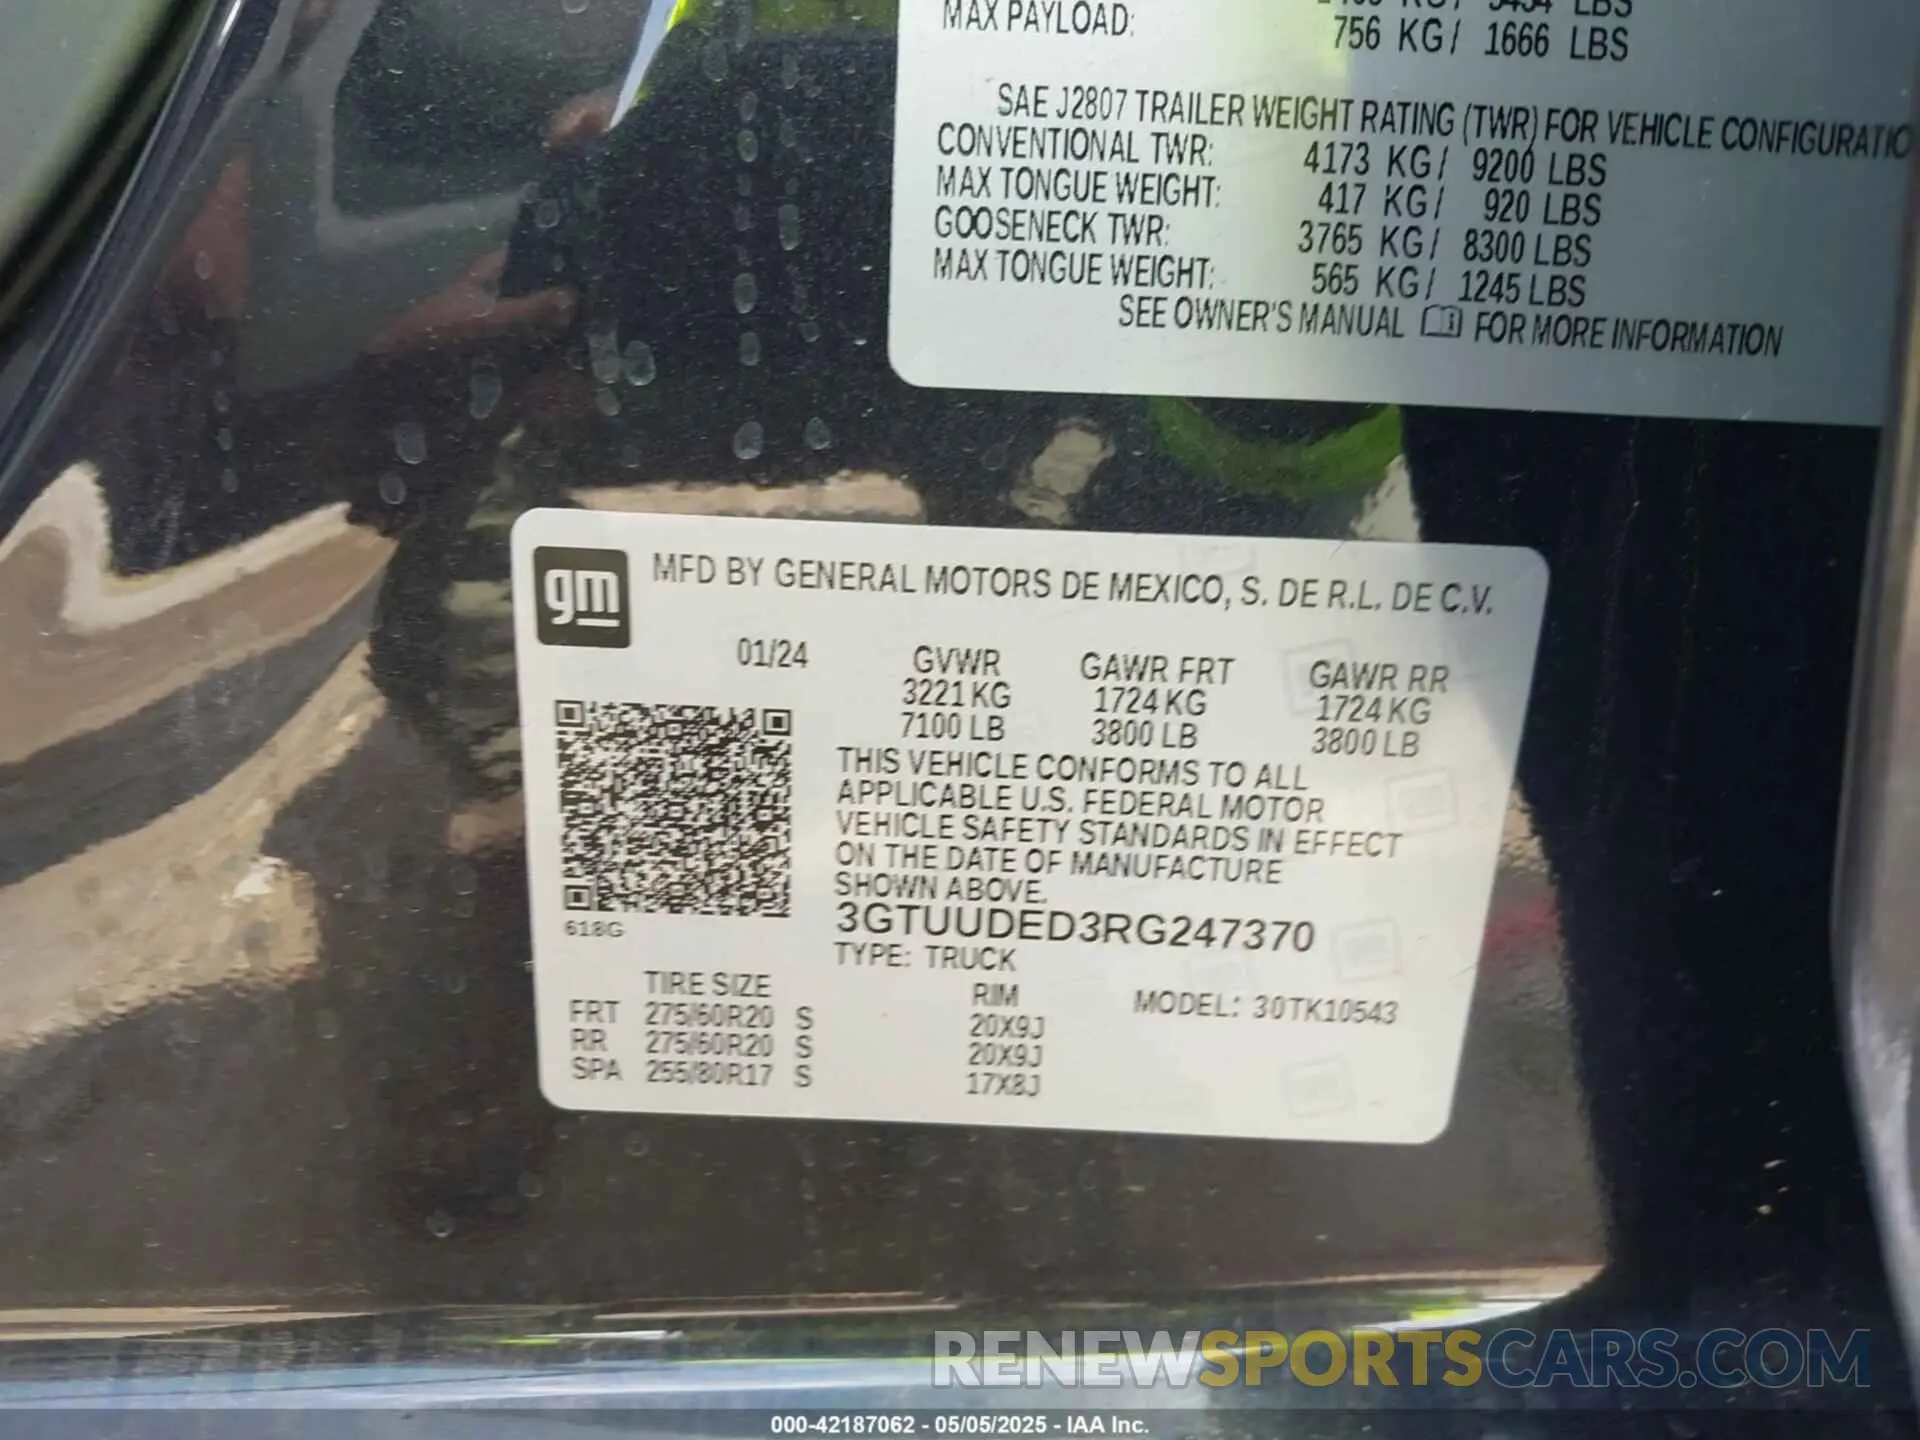 MAX PAYLOAD: 756 KG/ 1666 LBS
SAE J2807 TRAILER WEIGHT RATING (TWR) FOR VEHICLE CONFIGURATIO
CONVENTIONAL TWR: 4173 KG/ 9200 LBS
MAX TONGUE WEIGHT: 417 KG/ 920 LBS
GOOSENECK TWR: 3765 KG/ 8300 LBS
MAX TONGUE WEIGHT: 565 KG/ 1245 LBS
SEE OWNER'S MANUAL FOR MORE INFORMATION
gm MFD BY GENERAL MOTORS DE MEXICO, S. DE R.L. DE C.V.
01/24 GVWR GAWR FRT GAWR RR
3221 KG 1724 KG 1724 KG
7100 LB 3800 LB 3800 LB
THIS VEHICLE CONFORMS TO ALL
APPLICABLE U.S. FEDERAL MOTOR
VEHICLE SAFETY STANDARDS IN EFFECT
ON THE DATE OF MANUFACTURE
SHOWN ABOVE.
618G
3GTUUDED3RG247370
TYPE: TRUCK
TIRE SIZE RIM MODEL: 30TK10543
FRT 275/60R20 S 20X9J
RR 275/60R20 S 20X9J
SPA 255/80R17 S 17X8J
RENEWSPORTSCARS.COM
000-42187062 - 05/05/2025 - IAA Inc.